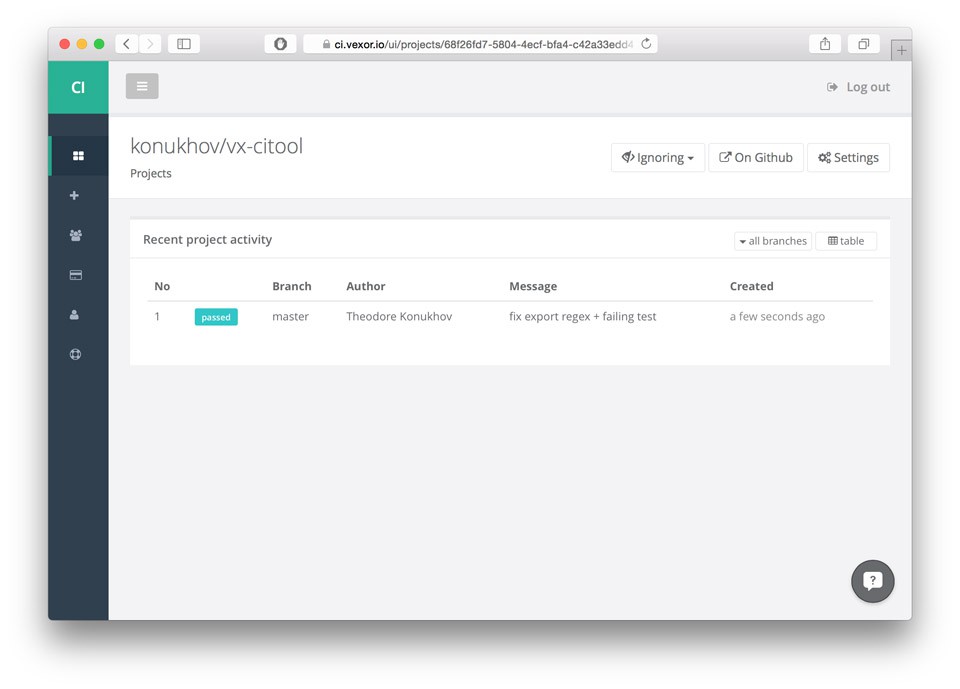 ci.vexor.io/ui/projects/68f26fd7-5804-4ecf-bfa4-c42a33edd4
CI
Log out
konukhov/vx-citool
Projects
Ignoring
On Github
Settings
Recent project activity
all branches
table
No Branch Author Message Created
1 passed master Theodore Konukhov fix export regex + failing test a few seconds ago
?